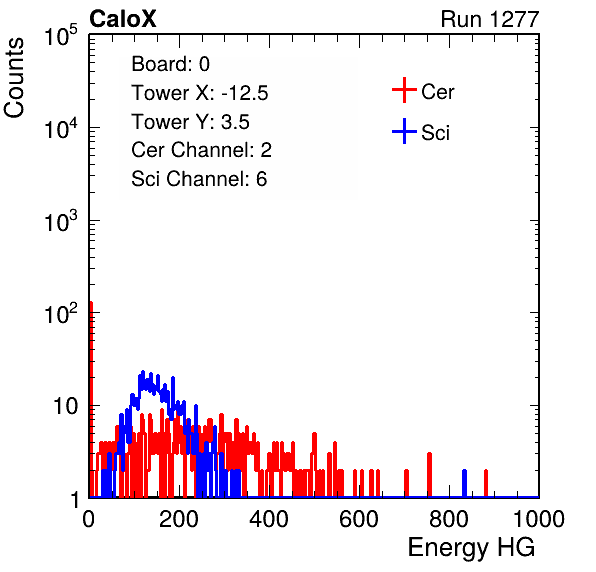 CaloX Run 1277
Counts
Board: 0
Tower X: -12.5
Tower Y: 3.5
Cer Channel: 2
Sci Channel: 6
Cer
Sci
10^5
10^4
10^3
10^2
10
1
0 200 400 600 800 1000
Energy HG